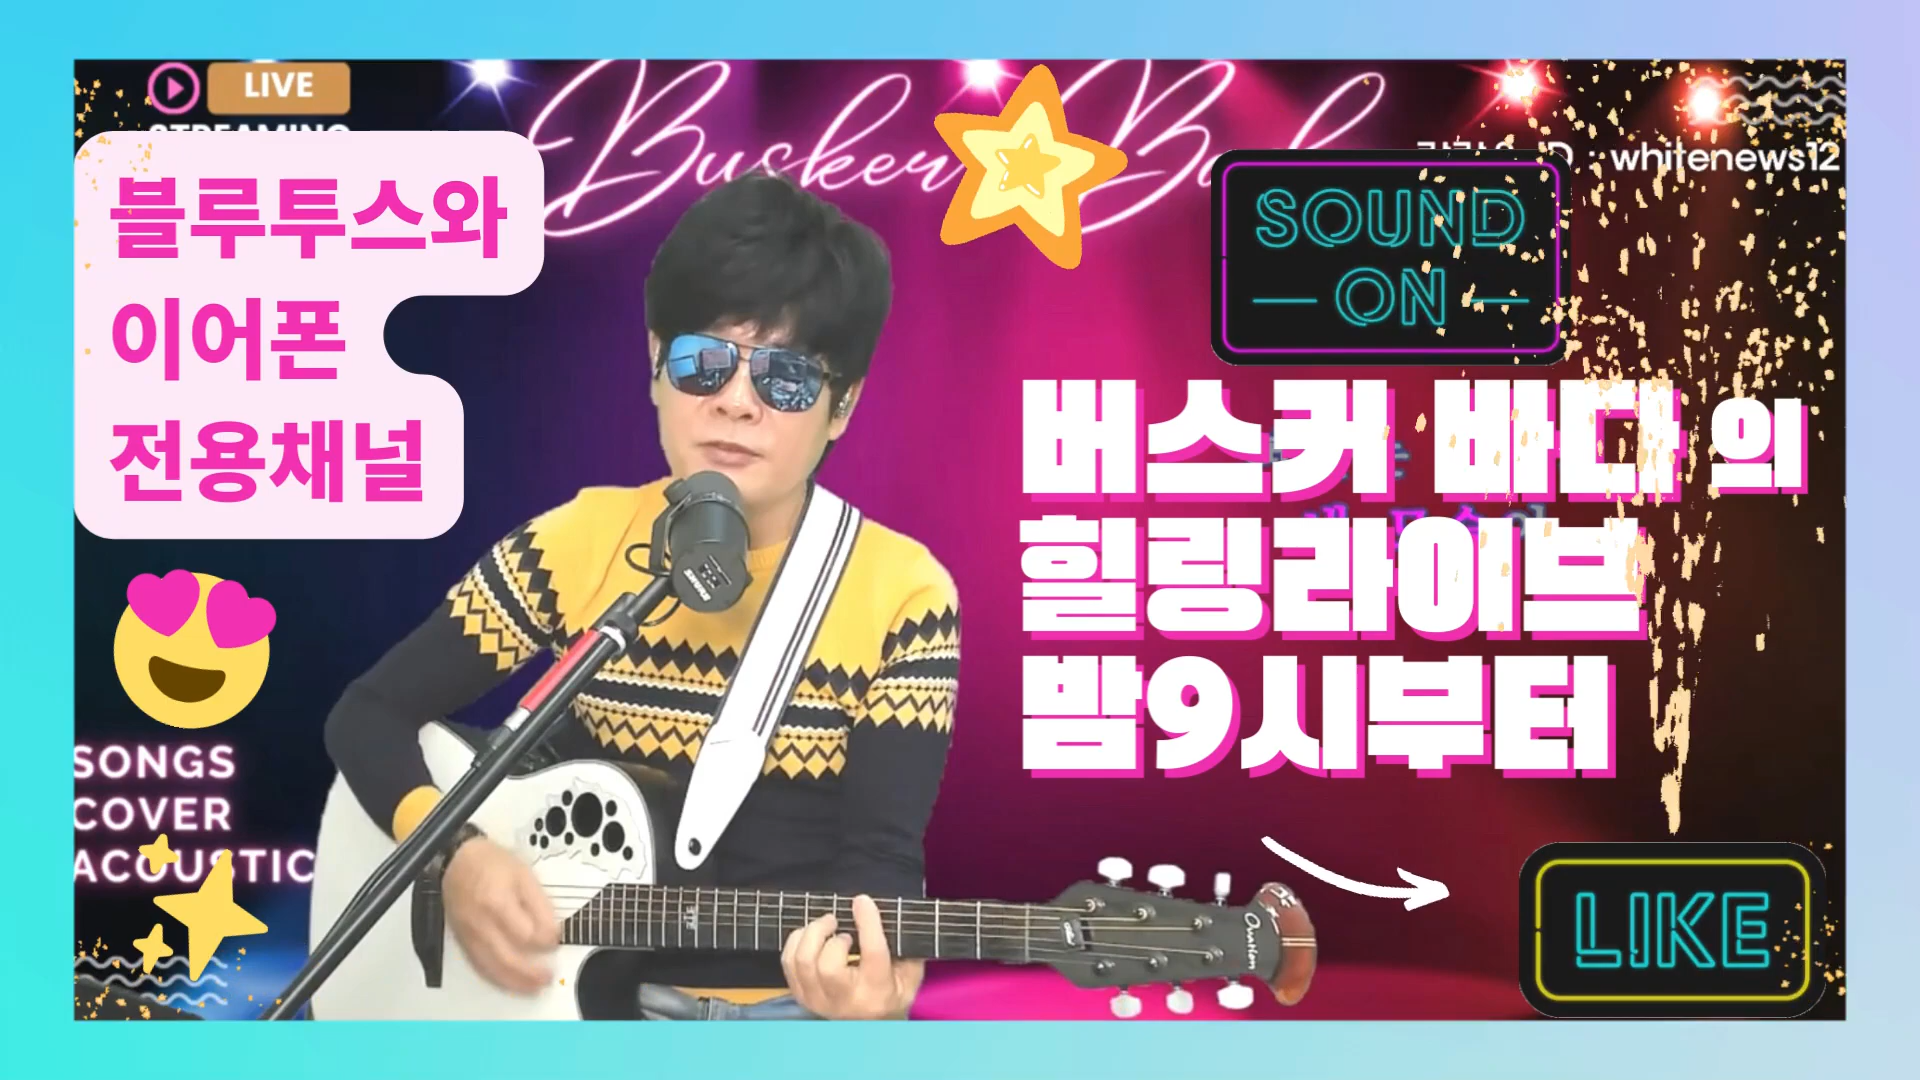 LIVE
STREAMING
Busker
: whitenews12
블루투스와
이어폰
전용채널
SOUND
ON
버스커 바다의
힐링라이브
밤9시부터
SONGS
COVER
ACOUSTIC
Ovation
LIKE